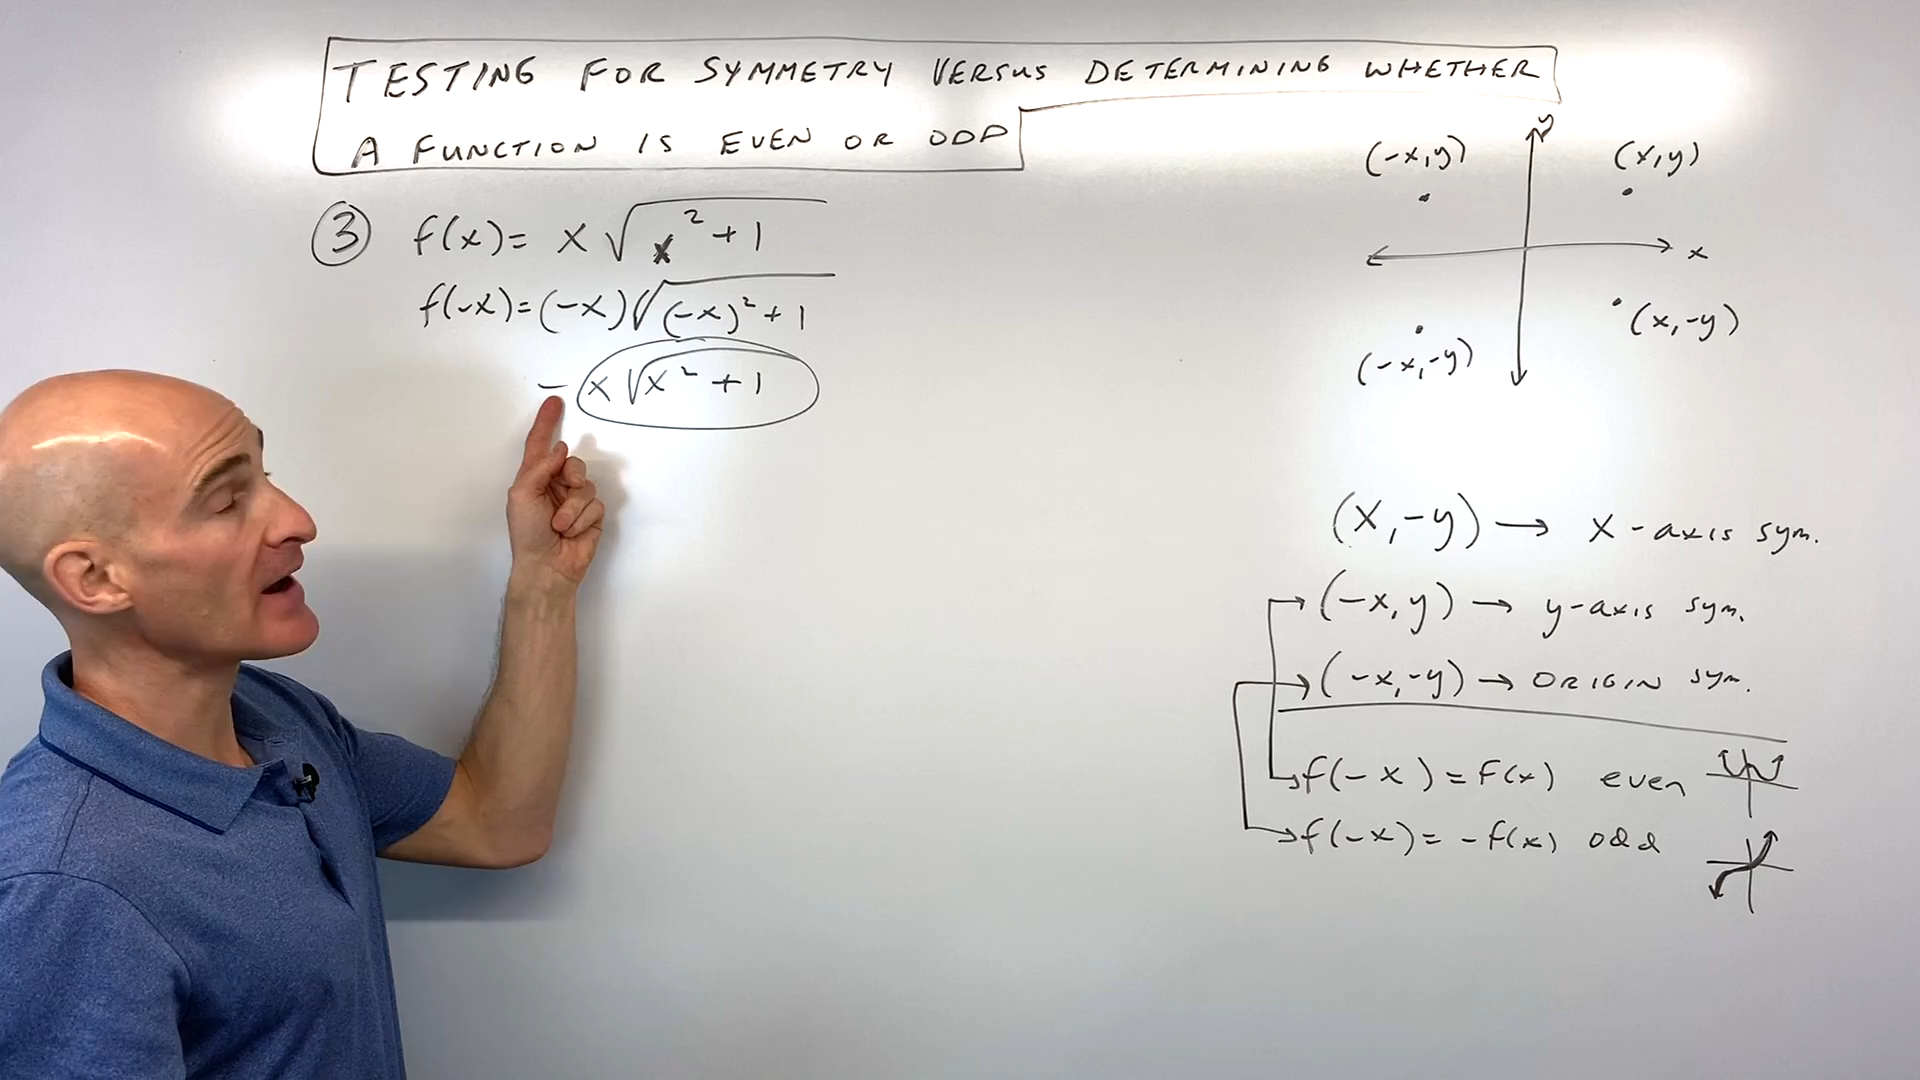 TESTING FOR SYMMETRY VERSUS DETERMINING WHETHER
A FUNCTION IS EVEN OR ODD
③ f(x)= x√(x²+1)
f(-x)=(-x)√((-x)²+1)
-x√(x²+1)
y
(-x,y) (x,y)
x
(-x,-y) (x,-y)
(x,-y) → X-axis sym.
→ (-x,y) → y-axis sym.
→ (-x,-y) → ORIGIN sym.
→ f(-x)=f(x) even
→ f(-x)= -f(x) odd